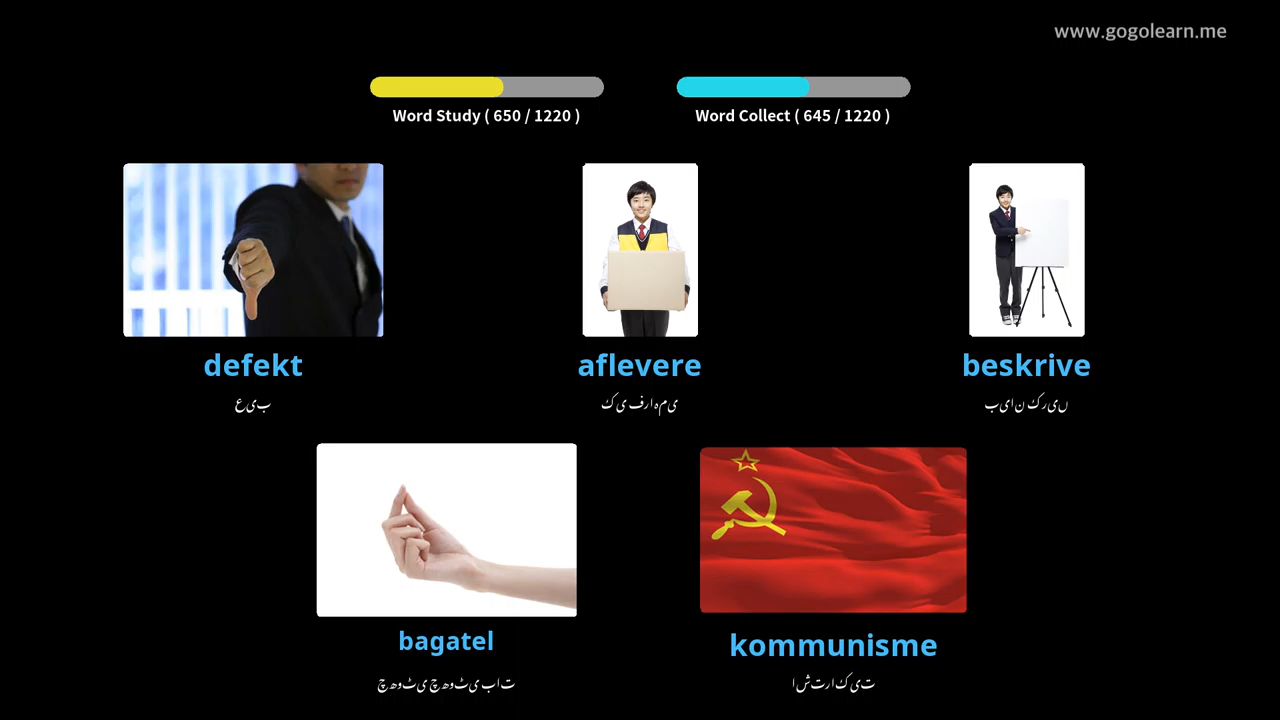 www.gogolearn.me
Word Study ( 650 / 1220 )
Word Collect ( 645 / 1220 )
defekt
عیب
aflevere
کی فراہمی
beskrive
بیان کریں
bagatel
چھوٹی چھوٹی بات
kommunisme
اشتراکیت